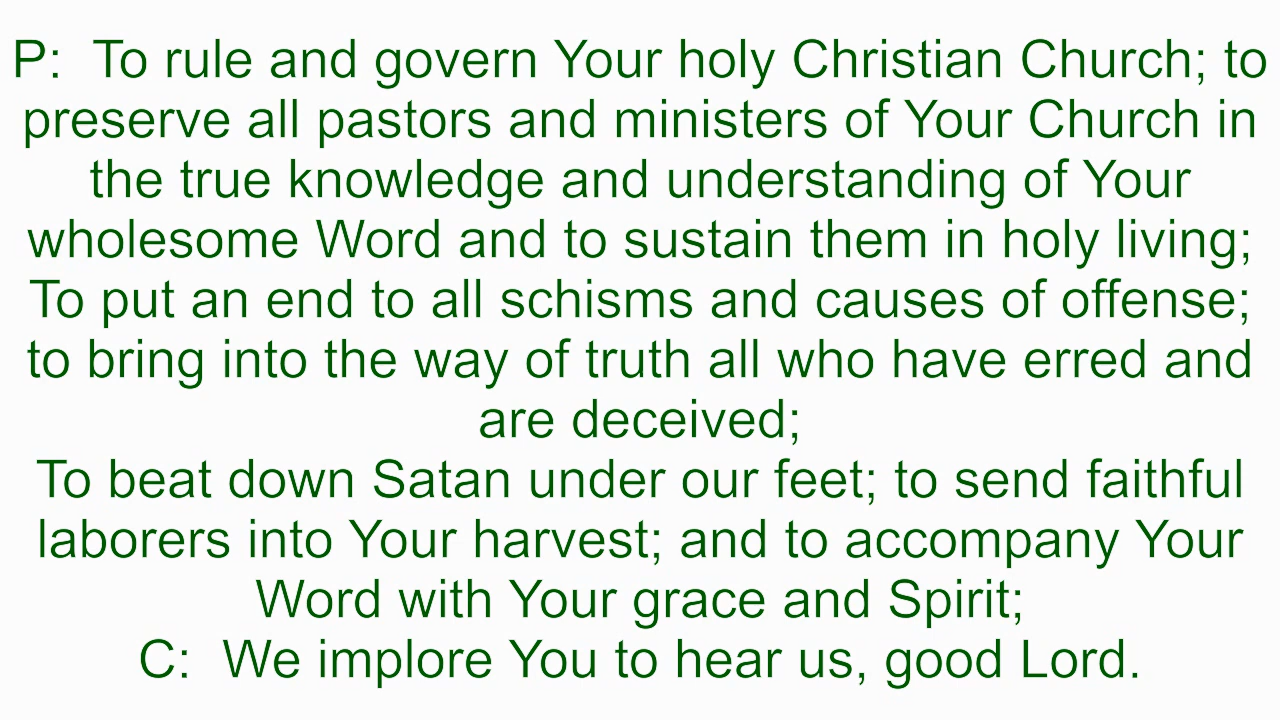 P:  To rule and govern Your holy Christian Church; to
preserve all pastors and ministers of Your Church in
the true knowledge and understanding of Your
wholesome Word and to sustain them in holy living;
To put an end to all schisms and causes of offense;
to bring into the way of truth all who have erred and
are deceived;
To beat down Satan under our feet; to send faithful
laborers into Your harvest; and to accompany Your
Word with Your grace and Spirit;
C:  We implore You to hear us, good Lord.